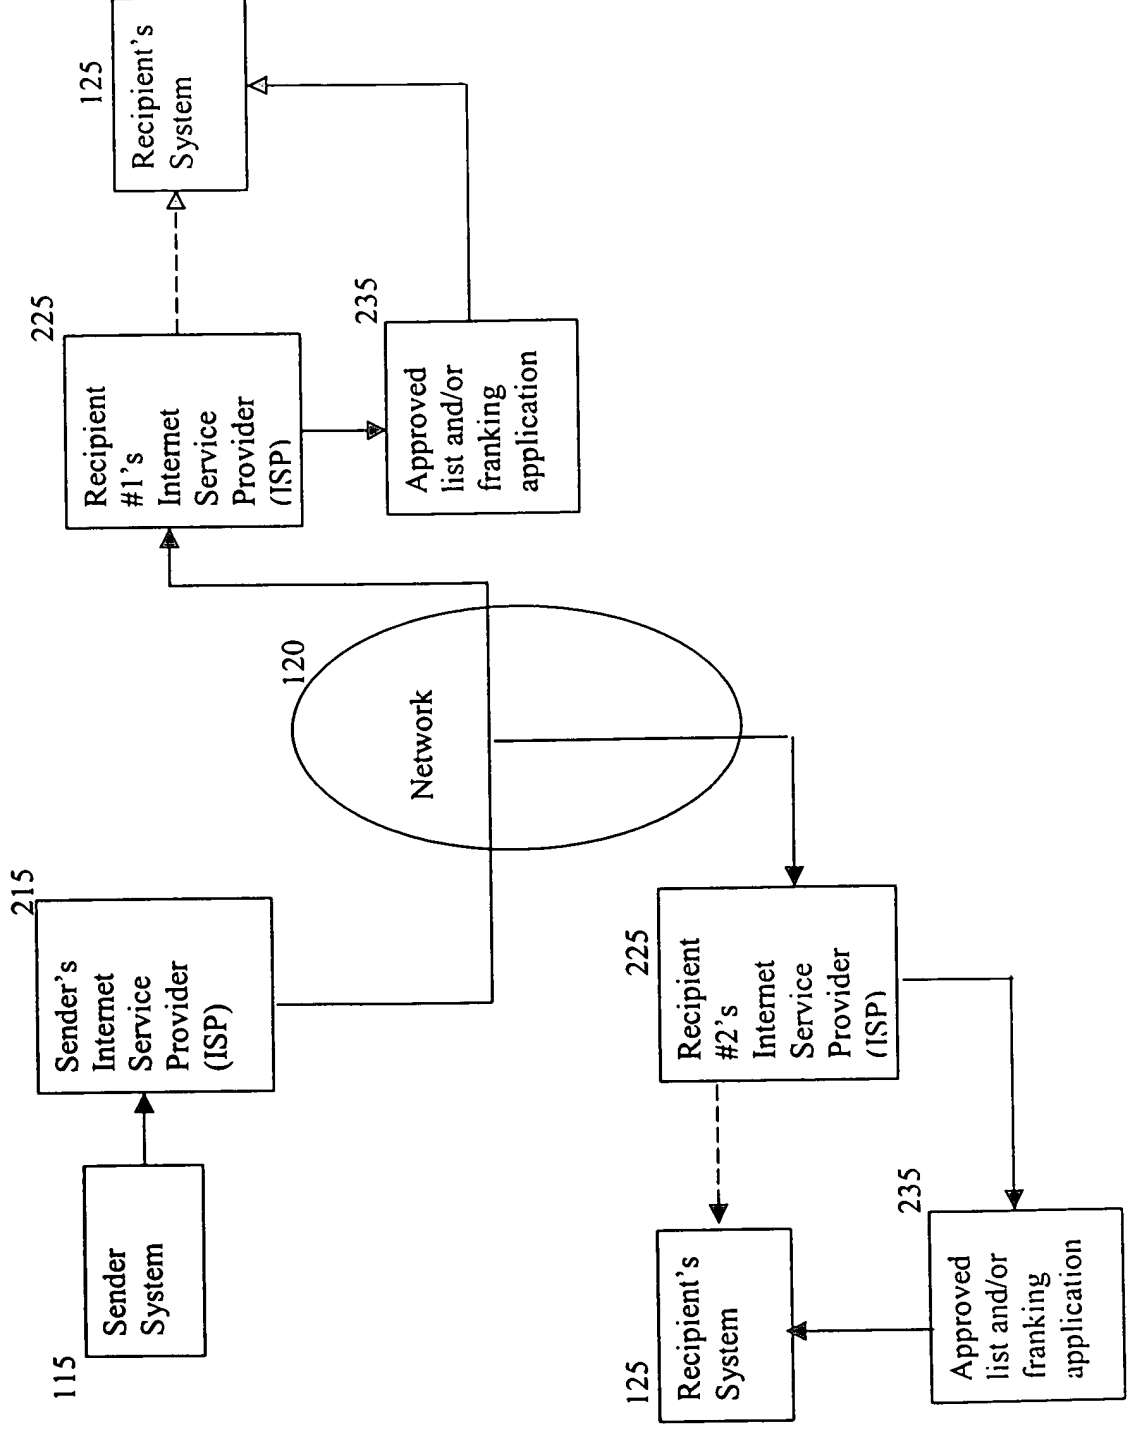 115
Sender
System
215
Sender's
Internet
Service
Provider
(ISP)
120
Network
225
Recipient
#1's
Internet
Service
Provider
(ISP)
125
Recipient's
System
235
Approved
list and/or
franking
application
225
Recipient
#2's
Internet
Service
Provider
(ISP)
125
Recipient's
System
235
Approved
list and/or
franking
application